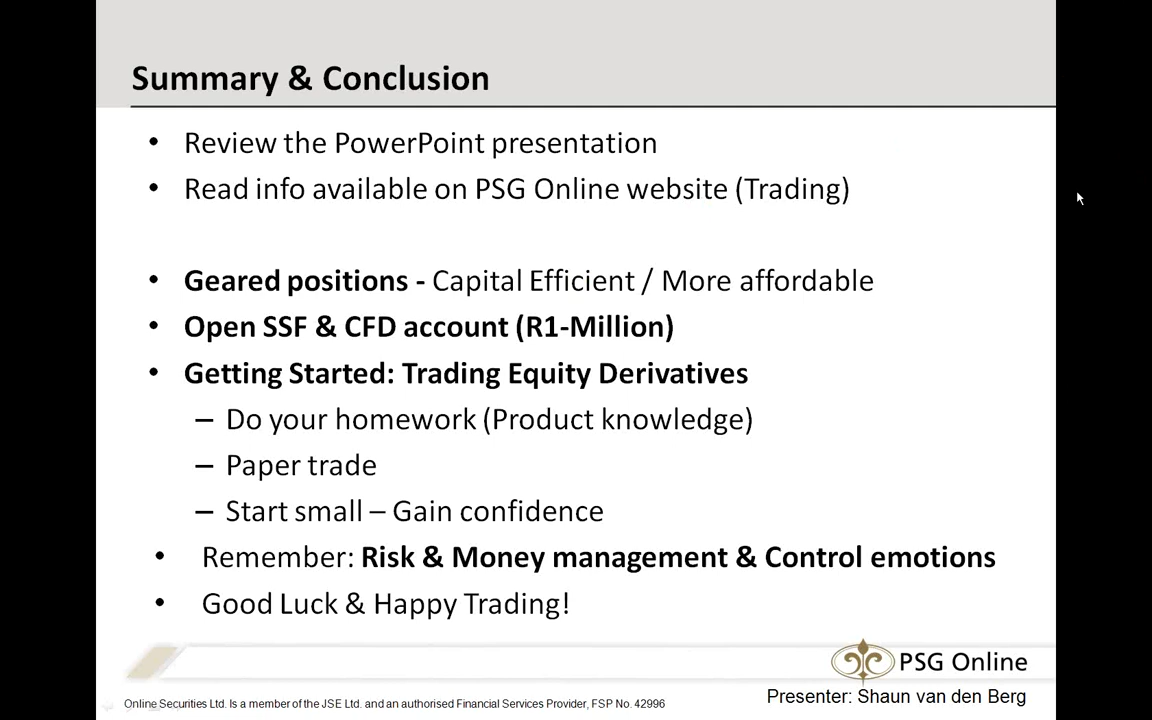 Summary & Conclusion
• Review the PowerPoint presentation
• Read info available on PSG Online website (Trading)
• Geared positions - Capital Efficient / More affordable
• Open SSF & CFD account (R1-Million)
• Getting Started: Trading Equity Derivatives
– Do your homework (Product knowledge)
– Paper trade
– Start small – Gain confidence
• Remember: Risk & Money management & Control emotions
• Good Luck & Happy Trading!
PSG Online
Presenter: Shaun van den Berg
Online Securities Ltd. Is a member of the JSE Ltd. and an authorised Financial Services Provider, FSP No. 42996